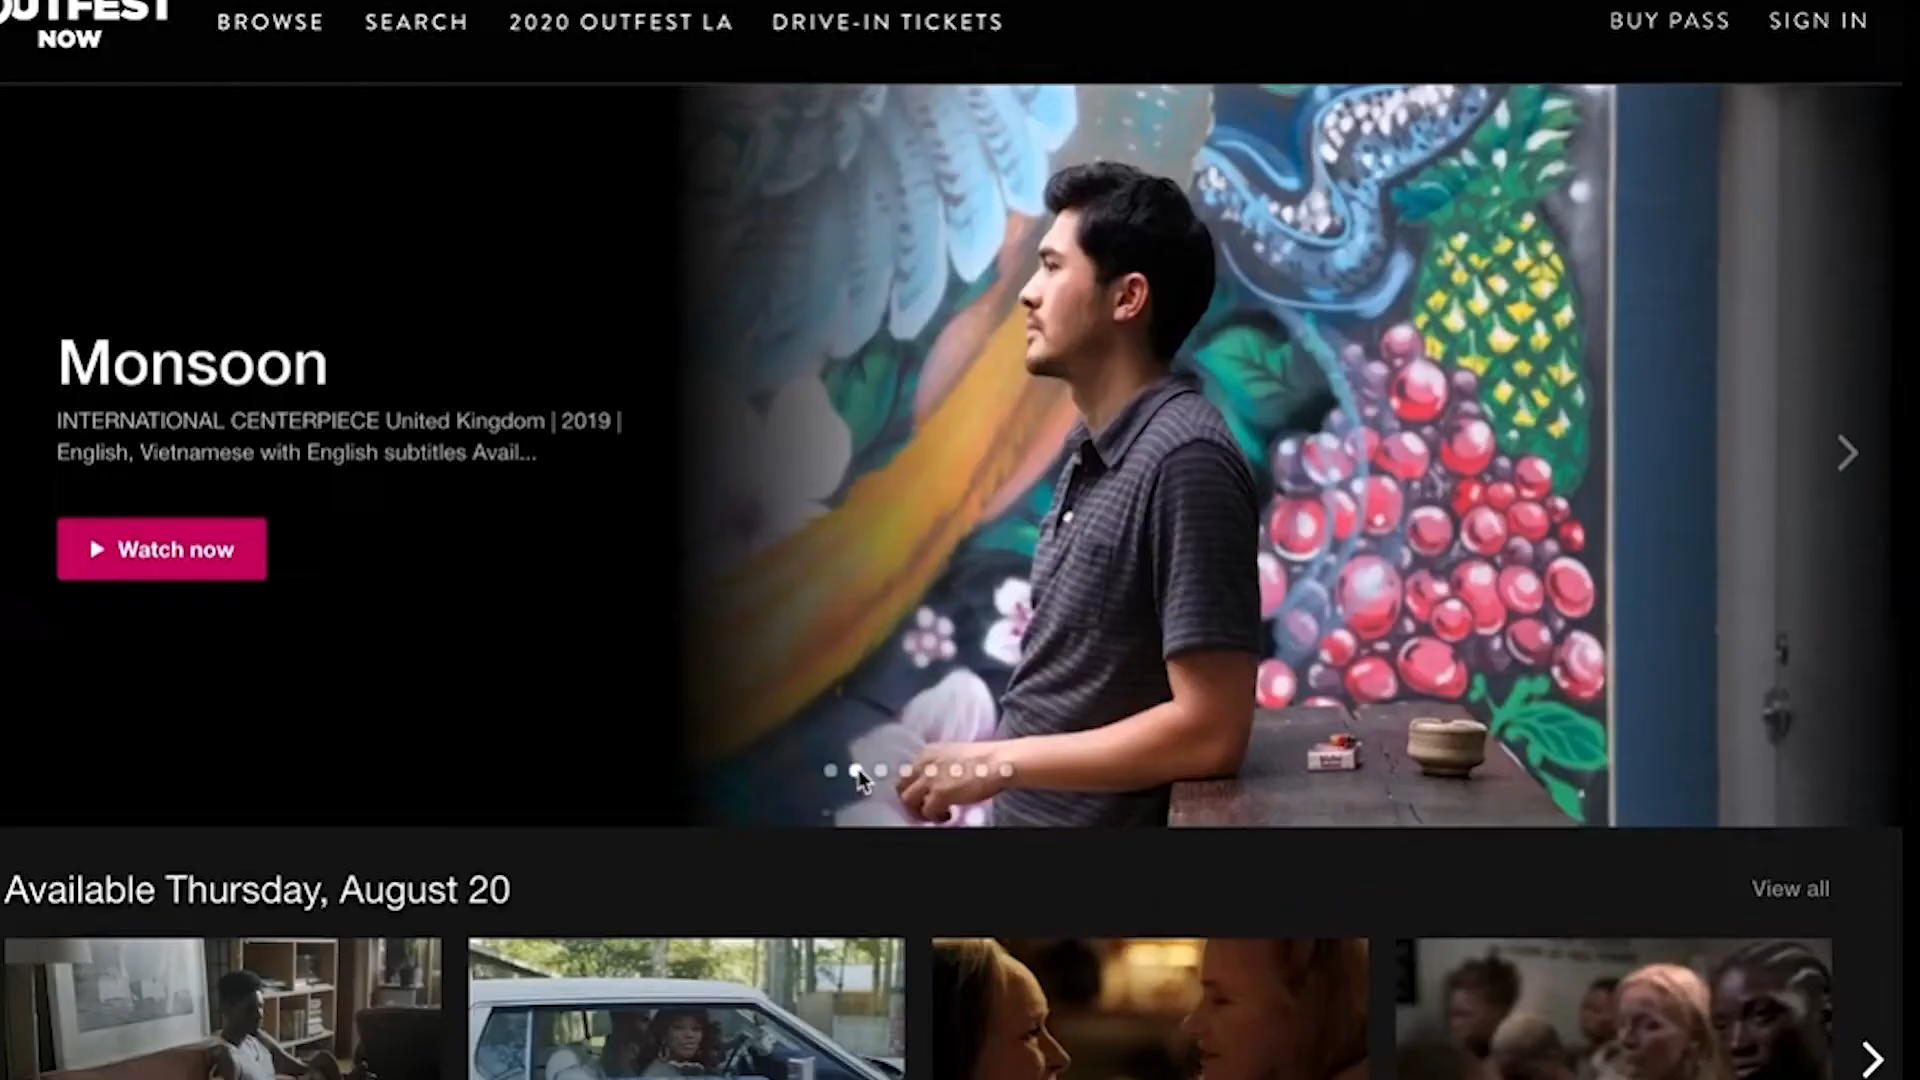 OUTFEST
NOW
BROWSE
SEARCH
2020 OUTFEST LA
DRIVE-IN TICKETS
BUY PASS
SIGN IN
Monsoon
INTERNATIONAL CENTERPIECE United Kingdom | 2019 |
English, Vietnamese with English subtitles Avail...
Watch now
Available Thursday, August 20
View all